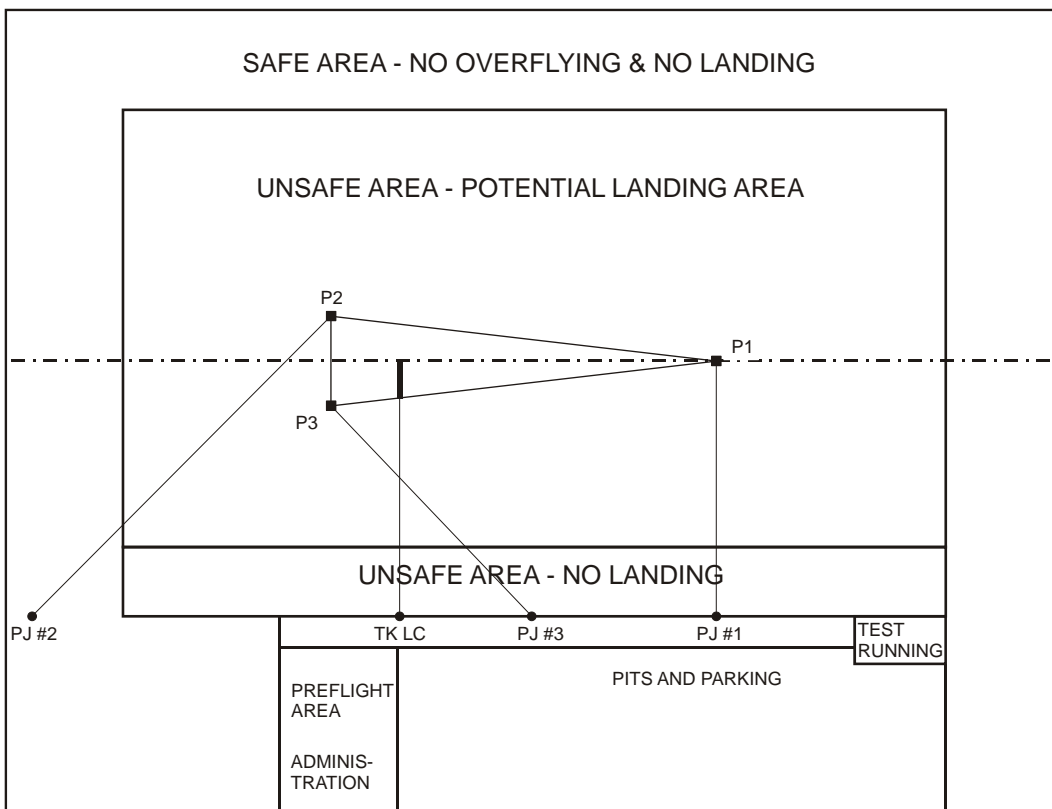 SAFE AREA - NO OVERFLYING & NO LANDING
UNSAFE AREA - POTENTIAL LANDING AREA
P2
P1
P3
UNSAFE AREA - NO LANDING
PJ #2
TK LC
PJ #3
PJ #1
TEST
RUNNING
PITS AND PARKING
PREFLIGHT
AREA
ADMINIS-
TRATION